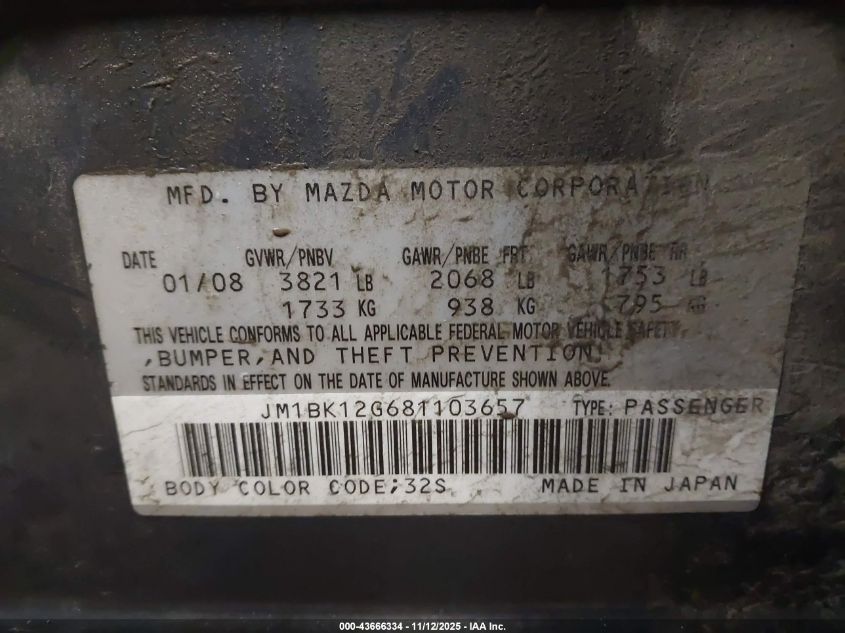 MFD. BY MAZDA MOTOR CORPORATION
DATE GVWR/PNBV GAWR/PNBE FRT GAWR/PNBE RR
01/08 3821 LB 2068 LB 1753 LB
1733 KG 938 KG 795 KG
THIS VEHICLE CONFORMS TO ALL APPLICABLE FEDERAL MOTOR VEHICLE SAFETY
,BUMPER,AND THEFT PREVENTION
STANDARDS IN EFFECT ON THE DATE OF MANUFACTURE SHOWN ABOVE.
JM1BK12G681103657 TYPE: PASSENGER
BODY COLOR CODE;32S MADE IN JAPAN
000-43666334 - 11/12/2025 - IAA Inc.